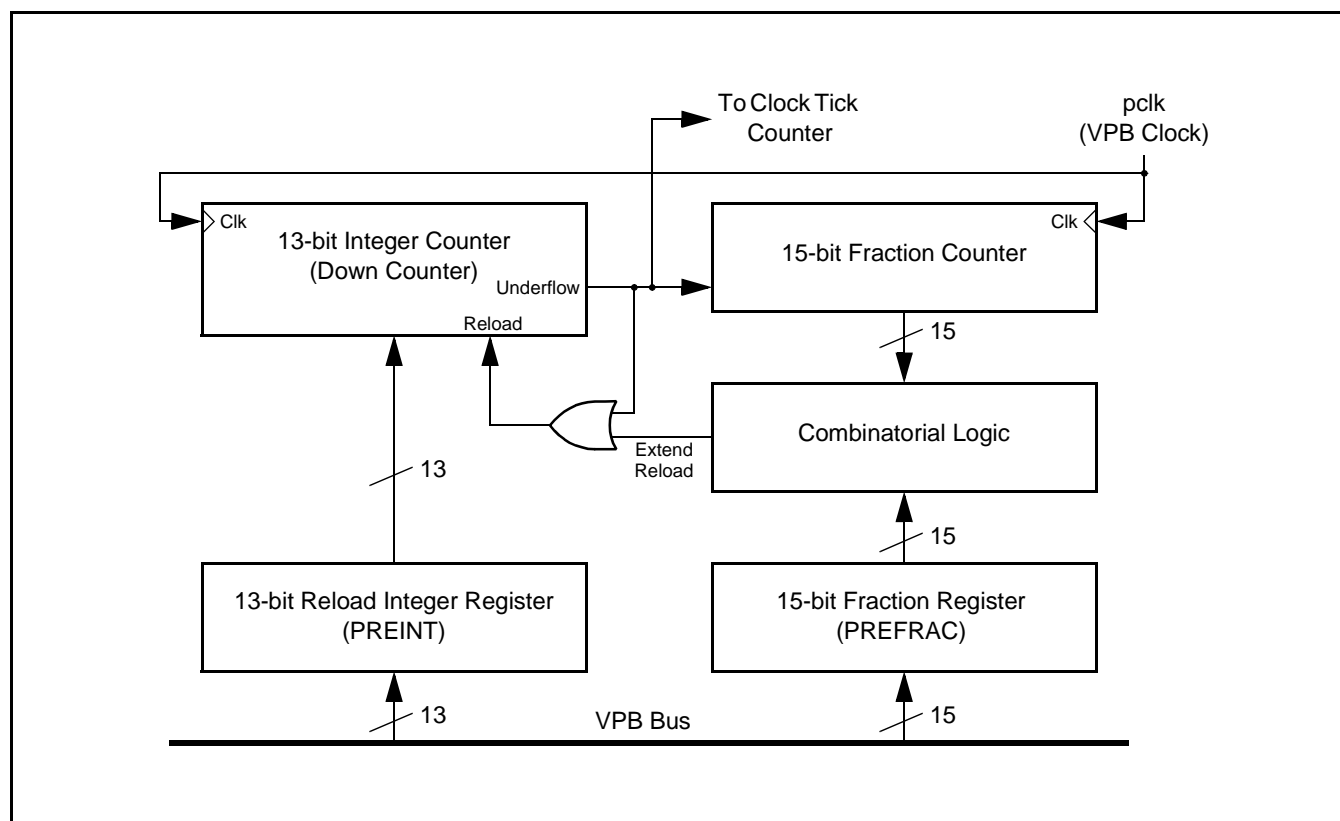 To Clock Tick
Counter
pclk
(VPB Clock)
Clk
13-bit Integer Counter
(Down Counter)
Underflow
Reload
Clk
15-bit Fraction Counter
15
Combinatorial Logic
Extend
Reload
13
15
13-bit Reload Integer Register
(PREINT)
15-bit Fraction Register
(PREFRAC)
13
VPB Bus
15